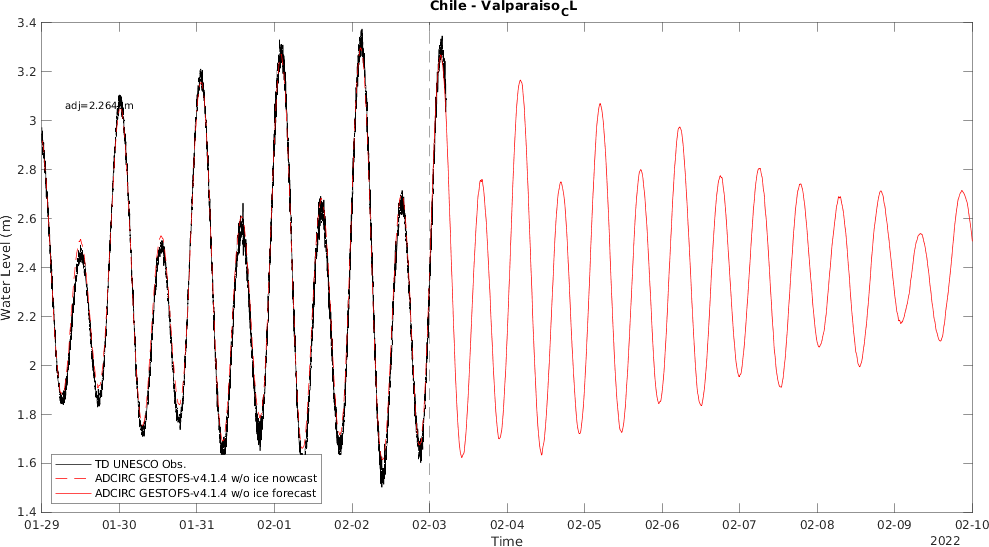 Chile - Valparaiso_CL
3.4
3.2
3
2.8
2.6
2.4
2.2
2
1.8
1.6
1.4
Water Level (m)
adj=2.264 m
TD UNESCO Obs.
ADCIRC GESTOFS-v4.1.4 w/o ice nowcast
ADCIRC GESTOFS-v4.1.4 w/o ice forecast
01-29 01-30 01-31 02-01 02-02 02-03 02-04 02-05 02-06 02-07 02-08 02-09 02-10
Time
2022